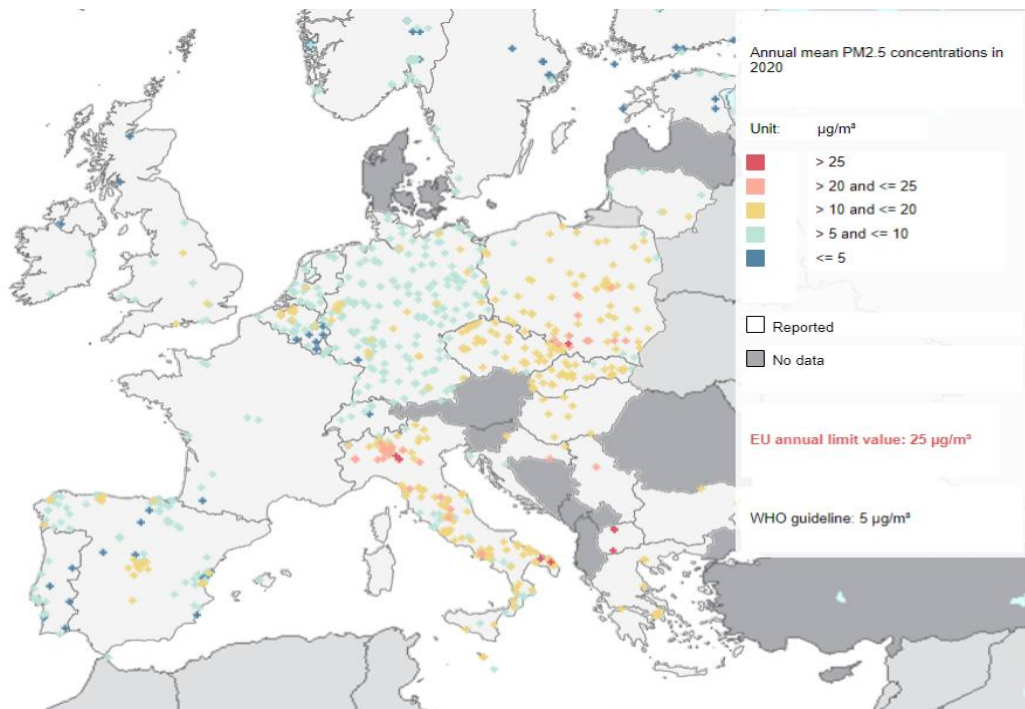 Annual mean PM2.5 concentrations in
2020
Unit: µg/m³
> 25
> 20 and <= 25
> 10 and <= 20
> 5 and <= 10
<= 5
Reported
No data
EU annual limit value: 25 µg/m³
WHO guideline: 5 µg/m³